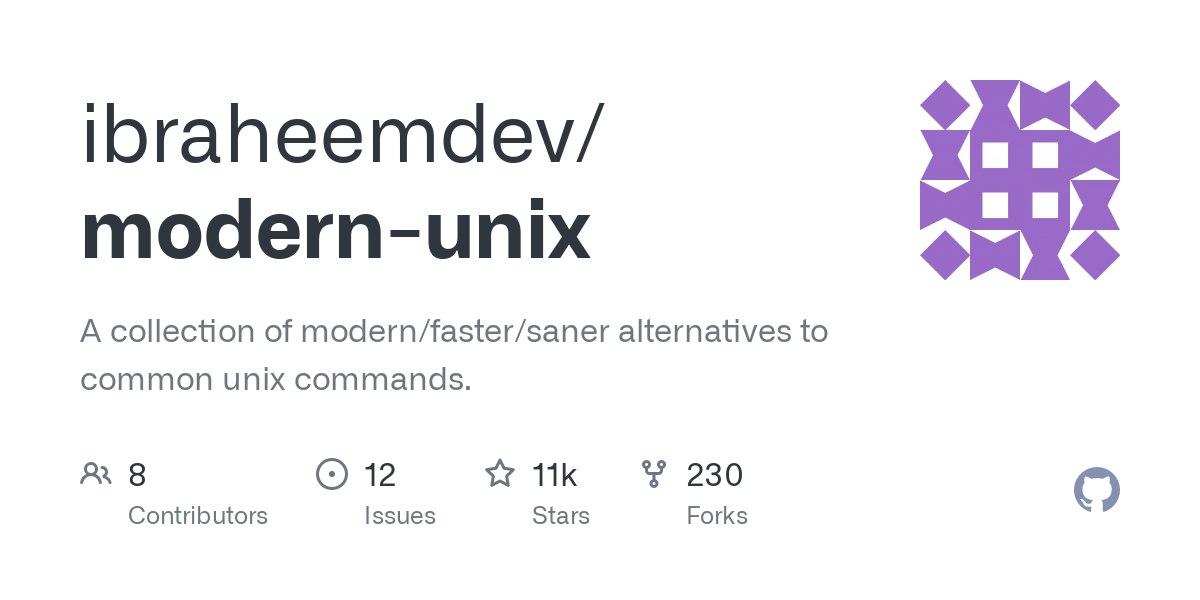 ibraheemdev/
modern-unix
A collection of modern/faster/saner alternatives to
common unix commands.
8 12 11k 230
Contributors Issues Stars Forks